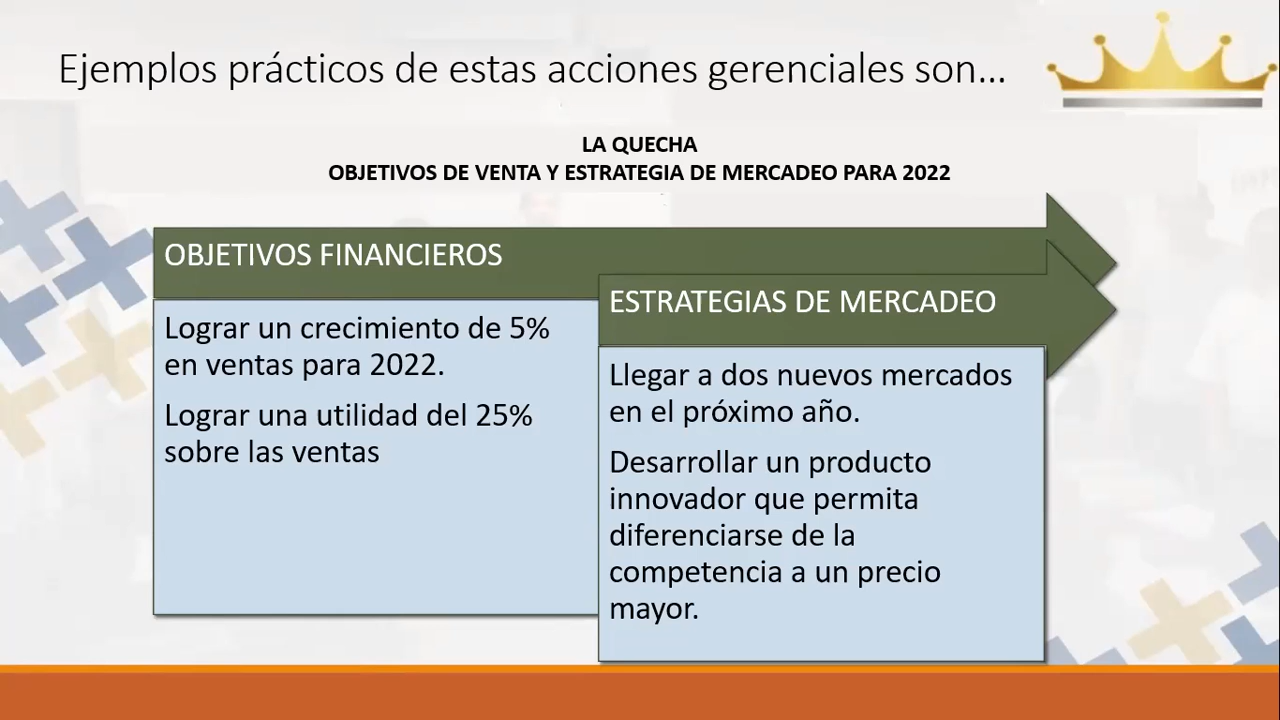 Ejemplos prácticos de estas acciones gerenciales son...
LA QUECHA
OBJETIVOS DE VENTA Y ESTRATEGIA DE MERCADEO PARA 2022
OBJETIVOS FINANCIEROS
Lograr un crecimiento de 5%
en ventas para 2022.
Lograr una utilidad del 25%
sobre las ventas
ESTRATEGIAS DE MERCADEO
Llegar a dos nuevos mercados
en el próximo año.
Desarrollar un producto
innovador que permita
diferenciarse de la
competencia a un precio
mayor.